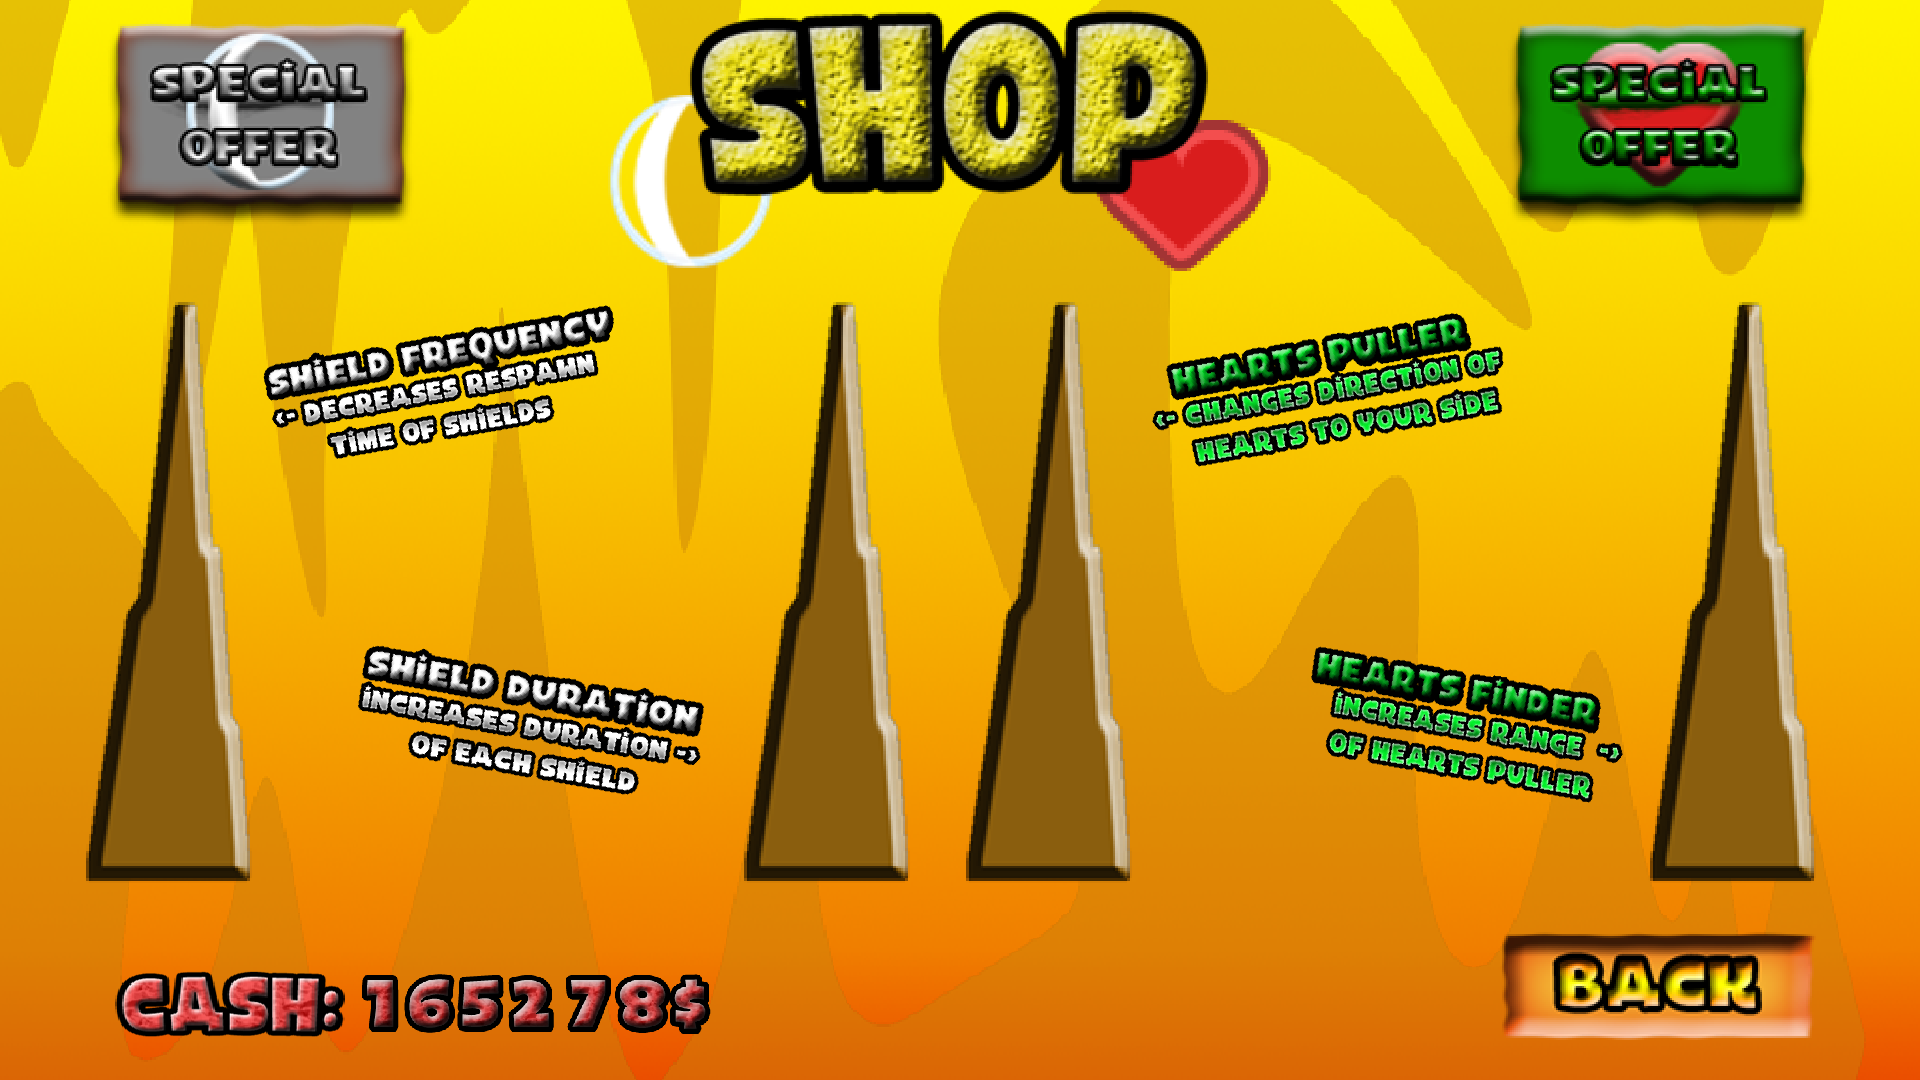 SHOP
SPECiAL
OFFER
SPECiAL
OFFER
SHiELD FREQUENCY
<- DECREASES RESPAWN
TiME OF SHiELDS
HEARTS PULLER
<- CHANGES DiRECTiON OF
HEARTS TO YOUR SiDE
SHiELD DURATiON
iNCREASES DURATiON ->
OF EACH SHiELD
HEARTS FiNDER
iNCREASES RANGE ->
OF HEARTS PULLER
CASH: 165278$
BACK